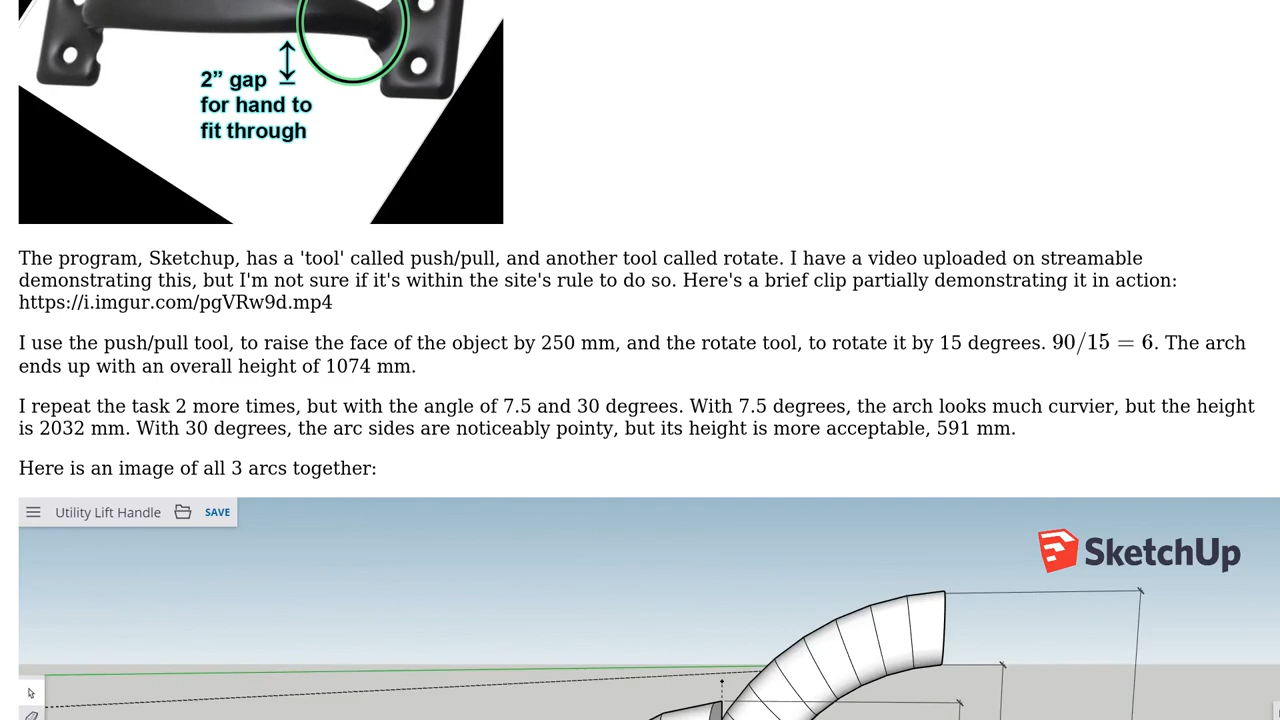 2” gap
for hand to
fit through
The program, Sketchup, has a 'tool' called push/pull, and another tool called rotate. I have a video uploaded on streamable
demonstrating this, but I'm not sure if it's within the site's rule to do so. Here's a brief clip partially demonstrating it in action:
https://i.imgur.com/pgVRw9d.mp4
I use the push/pull tool, to raise the face of the object by 250 mm, and the rotate tool, to rotate it by 15 degrees. 90/15 = 6. The arch
ends up with an overall height of 1074 mm.
I repeat the task 2 more times, but with the angle of 7.5 and 30 degrees. With 7.5 degrees, the arch looks much curvier, but the height
is 2032 mm. With 30 degrees, the arc sides are noticeably pointy, but its height is more acceptable, 591 mm.
Here is an image of all 3 arcs together:
Utility Lift Handle SAVE
SketchUp